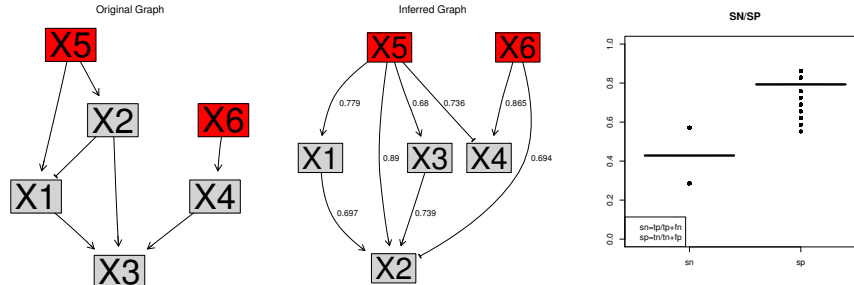 Original Graph
X5
X2
X6
X1
X4
X3
Inferred Graph
X5
X6
0.779
0.68
0.736
0.865
X1
X3
X4
0.89
0.694
0.697
0.739
X2
SN/SP
1.0
0.8
0.6
0.4
0.2
0.0
sn=tp/tp+fn
sp=tn/tn+fp
sn
sp